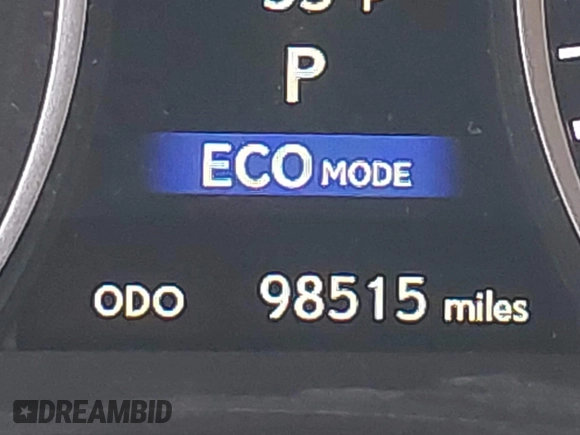 P
ECO MODE
ODO 98515 miles
DREAMBID